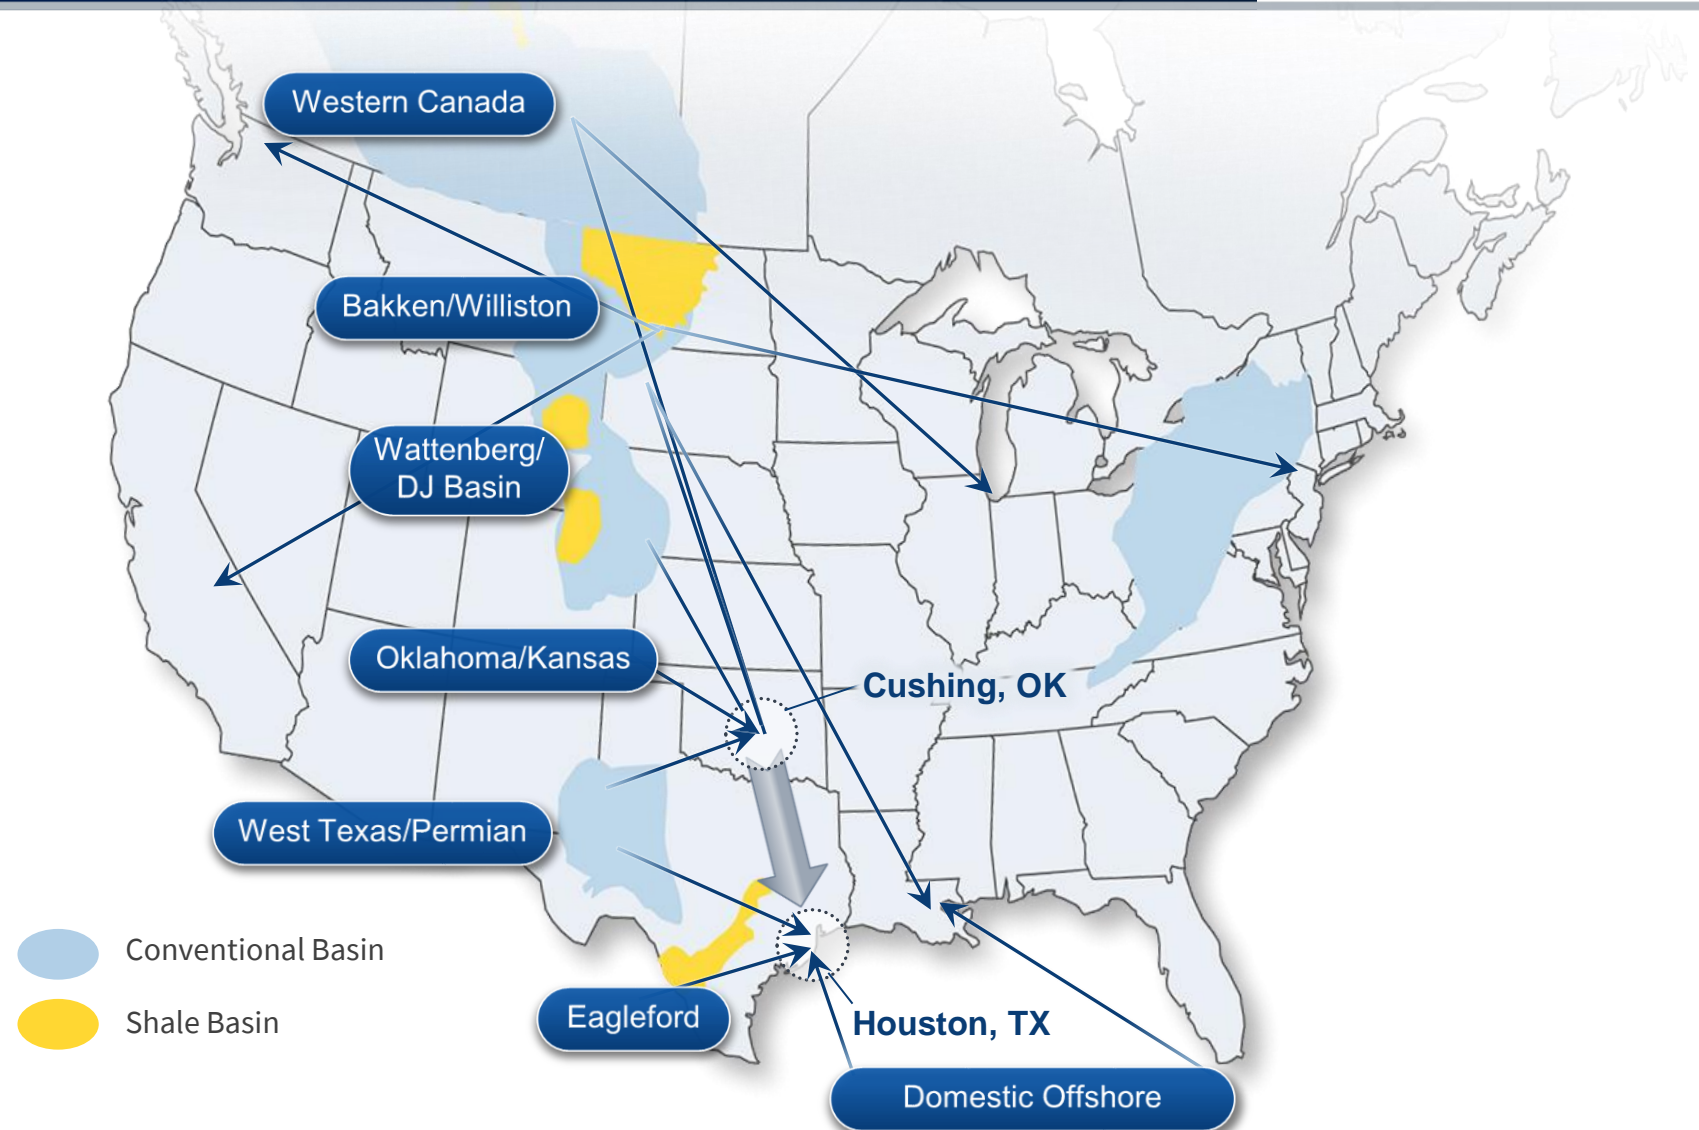 Western Canada
Bakken/Williston
Wattenberg/
DJ Basin
Oklahoma/Kansas
Cushing, OK
West Texas/Permian
Conventional Basin
Shale Basin
Eagleford
Houston, TX
Domestic Offshore